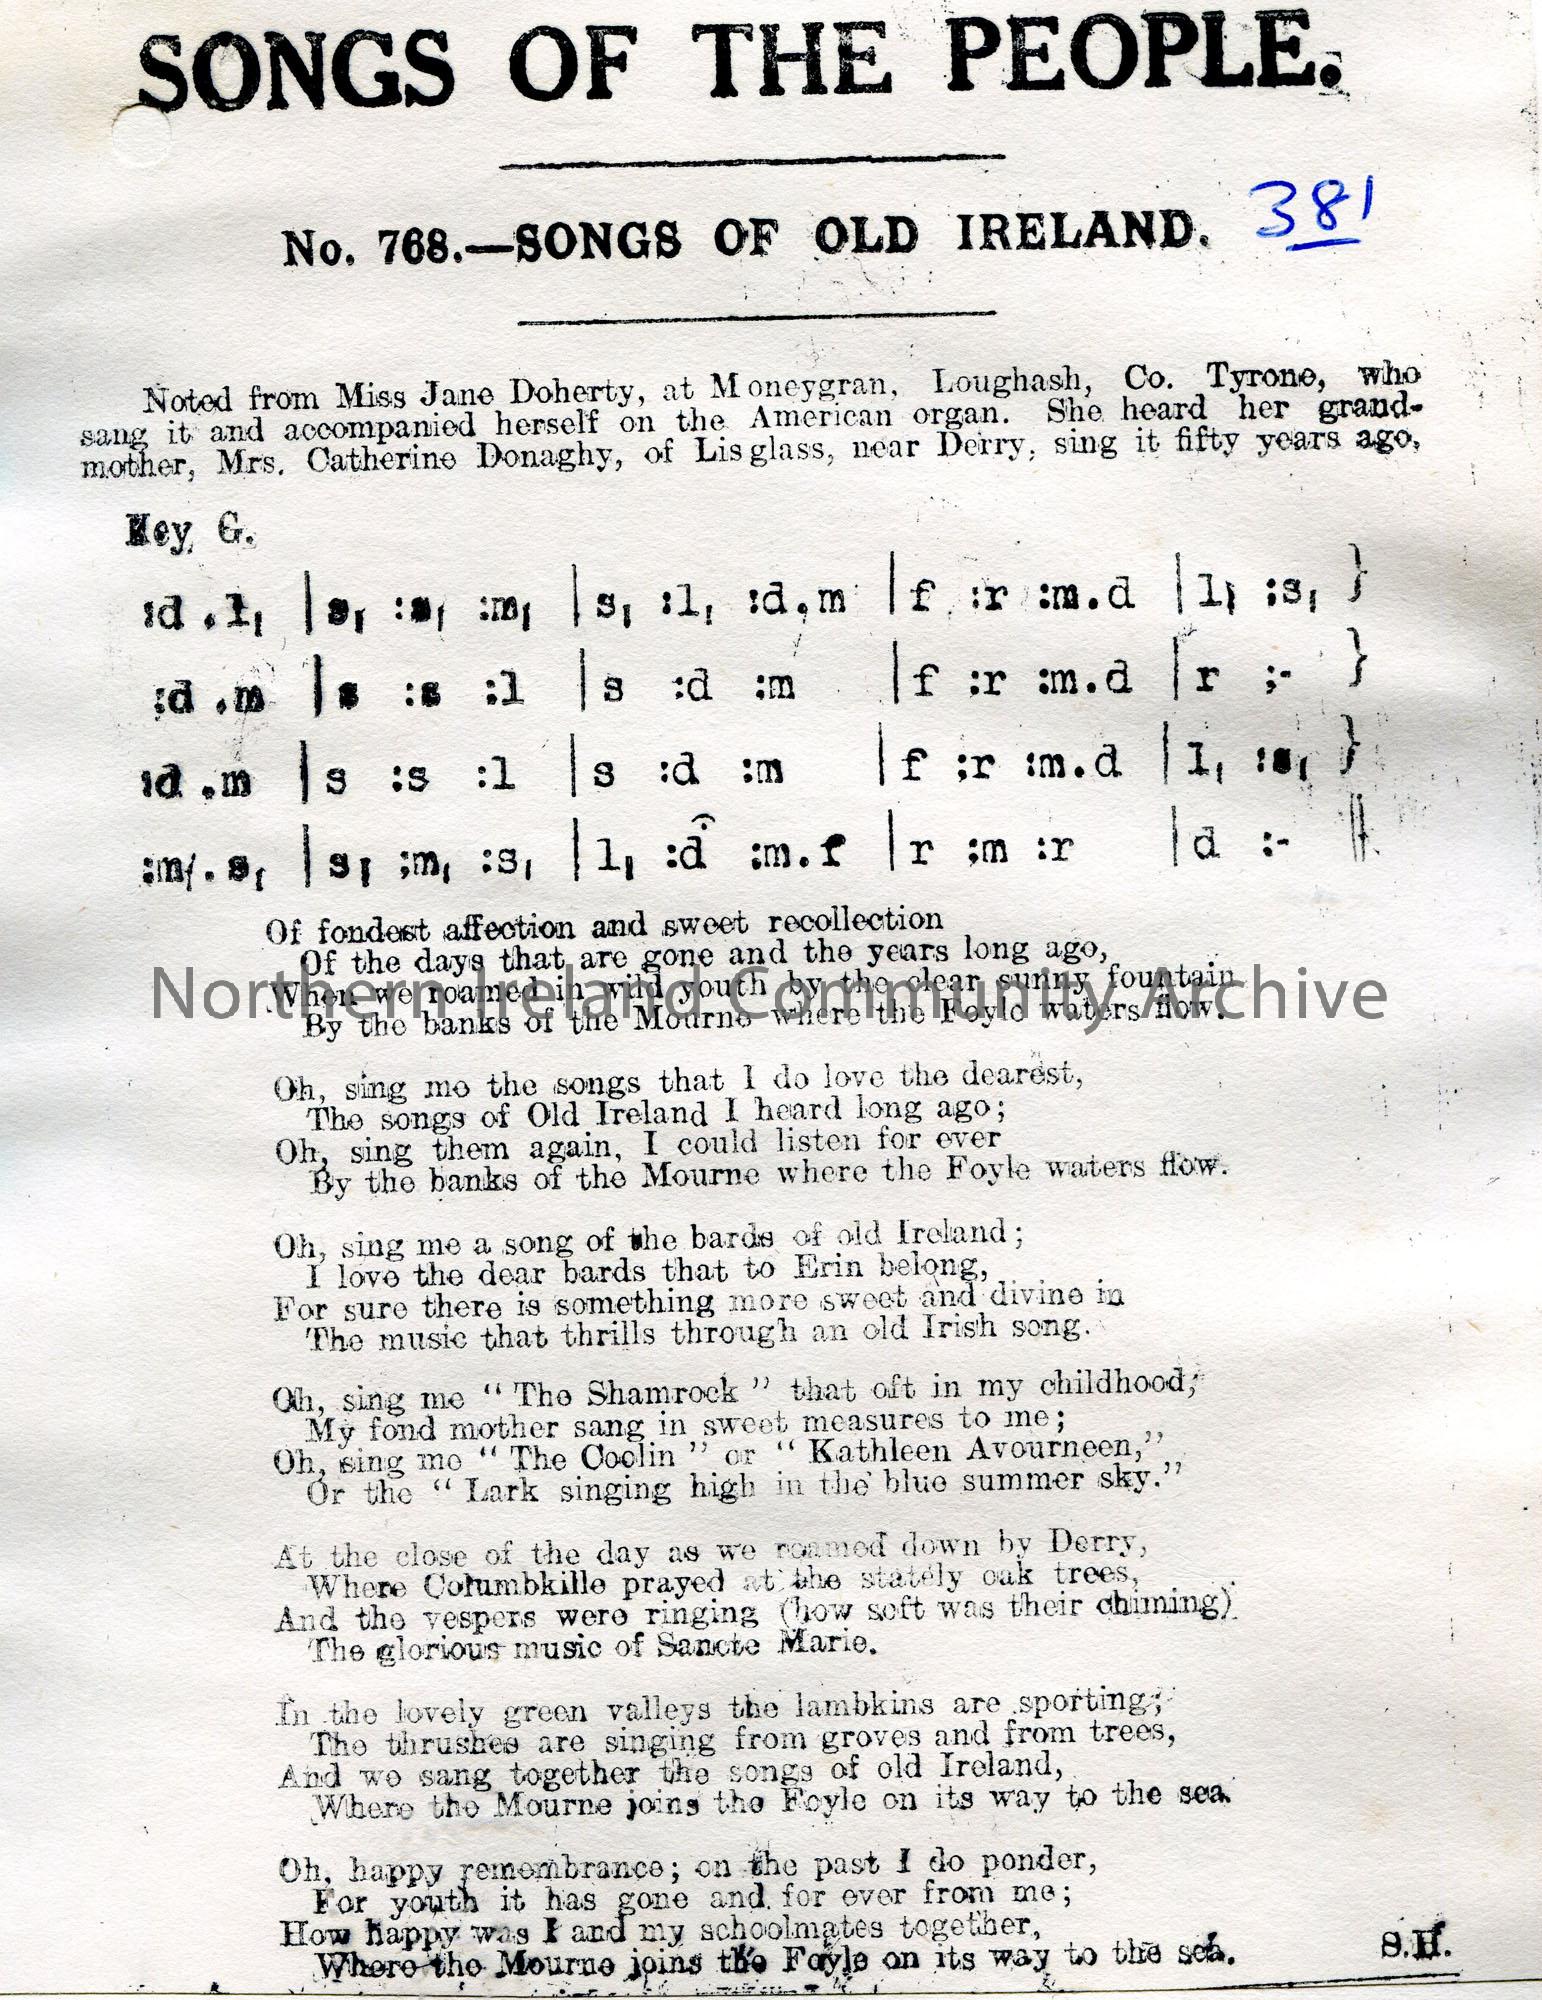 SONGS OF THE PEOPLE.
No. 768.—SONGS OF OLD IRELAND. 381
Noted from Miss Jane Doherty, at Moneygran, Loughash, Co. Tyrone, who
sang it and accompanied herself on the American organ. She heard her grand-
mother, Mrs. Catherine Donaghy, of Lisglass, near Derry, sing it fifty years ago.
Key G.
:d .l, | s, :s, :m, | s, :l, :d.m | f :r :m.d | l, :s, }
:d .m | s :s :l | s :d :m | f :r :m.d | r :- }
:d .m | s :s :l | s :d :m | f :r :m.d | l, :s, }
:m, .s, | s, :m, :s, | l, :d̑ :m.f | r :m :r | d :- ||
Of fondest affection and sweet recollection
Of the days that are gone and the years long ago,
When we roamed in wild youth by the clear sunny fountain
By the banks of the Mourne where the Foyle waters flow.
Northern Ireland Community Archive
Oh, sing me the songs that I do love the dearest,
The songs of Old Ireland I heard long ago;
Oh, sing them again, I could listen for ever
By the banks of the Mourne where the Foyle waters flow.
Oh, sing me a song of the bards of old Ireland;
I love the dear bards that to Erin belong,
For sure there is something more sweet and divine in
The music that thrills through an old Irish song.
Oh, sing me "The Shamrock" that oft in my childhood,
My fond mother sang in sweet measures to me;
Oh, sing me "The Coolin" or "Kathleen Avourneen,"
Or the "Lark singing high in the blue summer sky."
At the close of the day as we roamed down by Derry,
Where Columbkille prayed at the stately oak trees,
And the vespers were ringing (how soft was their chiming)
The glorious music of Sancte Marie.
In the lovely green valleys the lambkins are sporting;
The thrushes are singing from groves and from trees,
And we sang together the songs of old Ireland,
Where the Mourne joins the Foyle on its way to the sea.
Oh, happy remembrance; on the past I do ponder,
For youth it has gone and for ever from me;
How happy was I and my schoolmates together,
Where the Mourne joins the Foyle on its way to the sea. S.H.